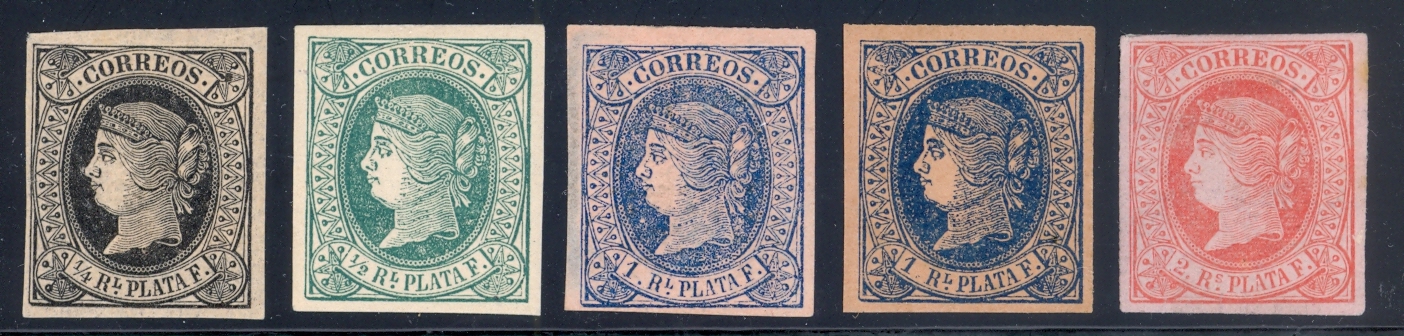 CORREOS.
1/4 RL PLATA F.
CORREOS.
1/2 RL PLATA F.
CORREOS.
1. RL PLATA F.
CORREOS.
1. RL PLATA F.
CORREOS.
2. RS PLATA F.